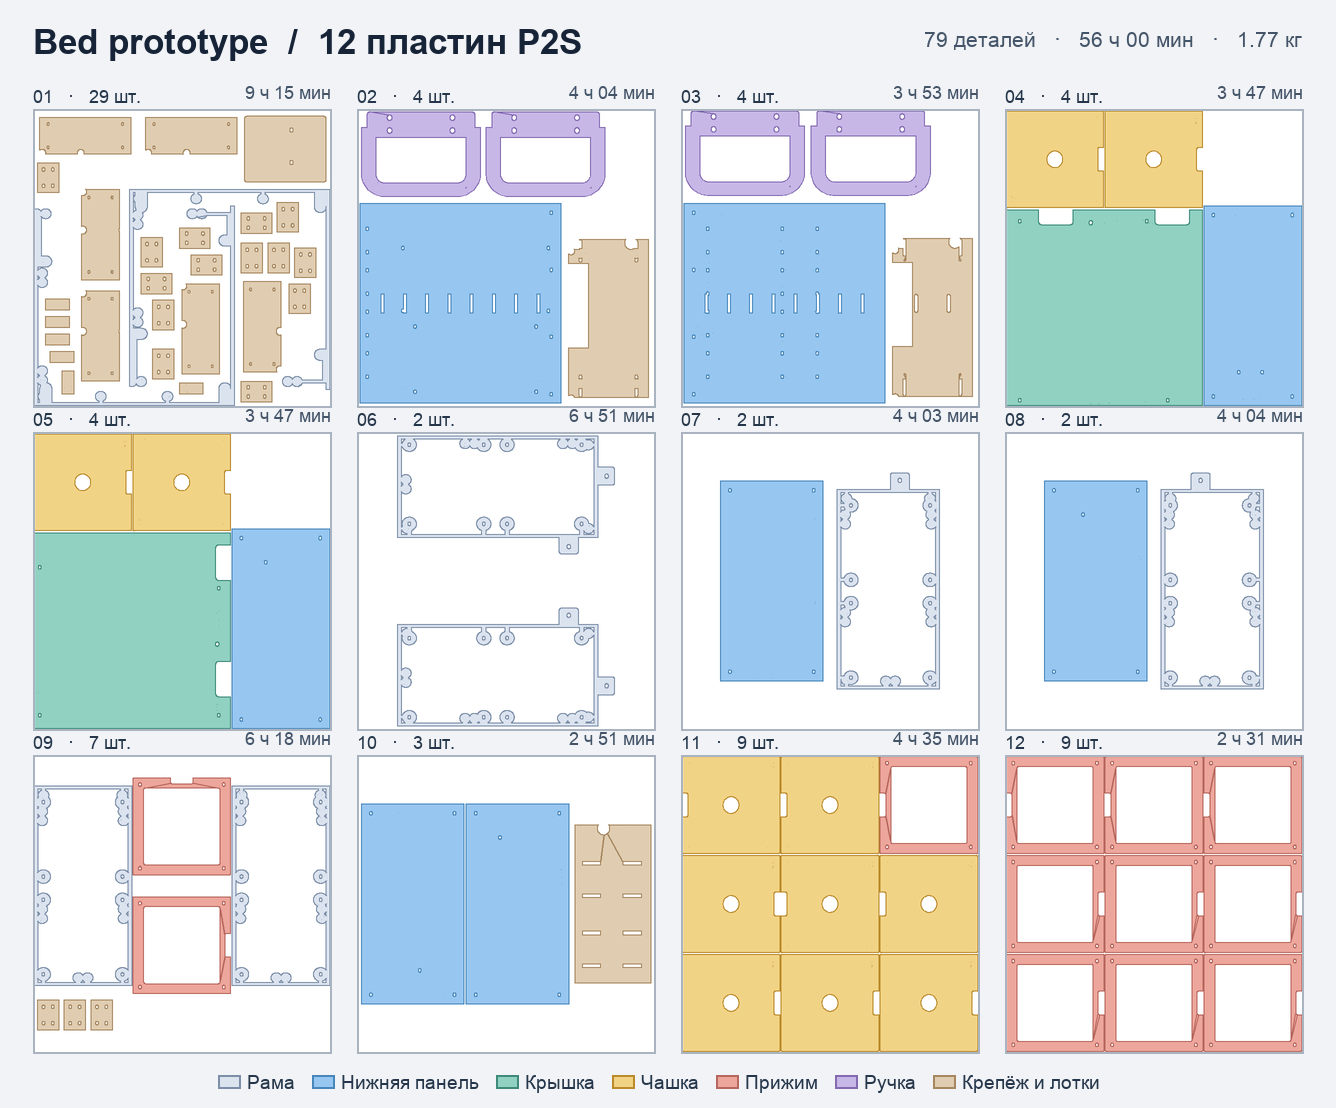 Bed prototype / 12 пластин P2S
79 деталей · 56 ч 00 мин · 1.77 кг
01 · 29 шт. 9 ч 15 мин
02 · 4 шт. 4 ч 04 мин
03 · 4 шт. 3 ч 53 мин
04 · 4 шт. 3 ч 47 мин
05 · 4 шт. 3 ч 47 мин
06 · 2 шт. 6 ч 51 мин
07 · 2 шт. 4 ч 03 мин
08 · 2 шт. 4 ч 04 мин
09 · 7 шт. 6 ч 18 мин
10 · 3 шт. 2 ч 51 мин
11 · 9 шт. 4 ч 35 мин
12 · 9 шт. 2 ч 31 мин
Рама Нижняя панель Крышка Чашка Прижим Ручка Крепёж и лотки